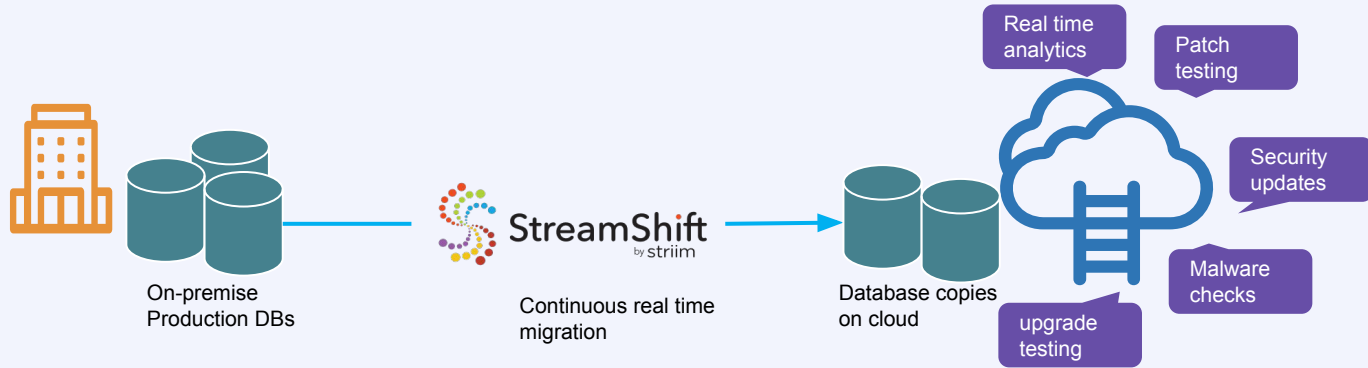 On-premise
Production DBs
StreamShift
by striim
Continuous real time
migration
Database copies
on cloud
Real time
analytics
Patch
testing
Security
updates
Malware
checks
upgrade
testing